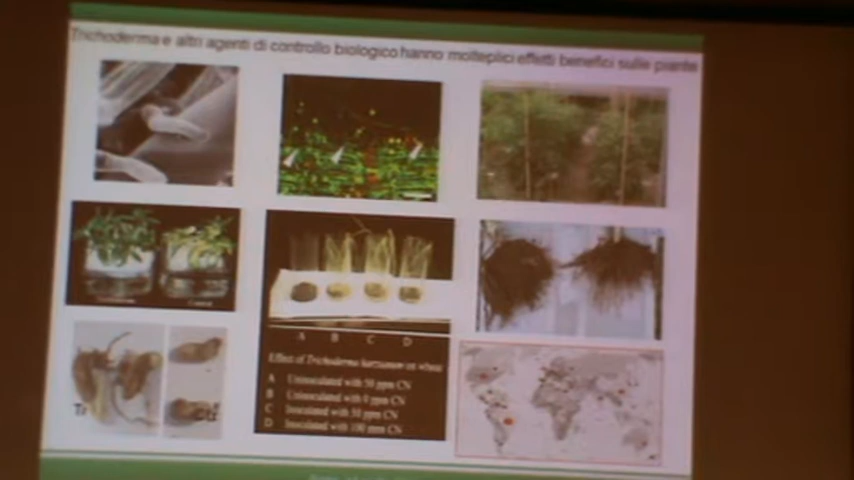 Trichoderma e altri agenti di controllo biologico hanno molteplici effetti benefici sulle piante
Control
A B C D
Effect of Trichoderma harzianum on wheat
A Uninoculated with 50 ppm CN
B Uninoculated with 0 ppm CN
C Inoculated with 50 ppm CN
D Inoculated with 100 ppm CN